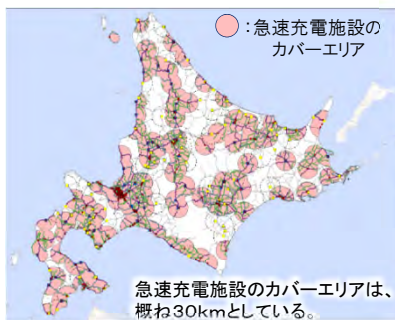 ：急速充電施設の
カバーエリア
急速充電施設のカバーエリアは、
概ね30kmとしている。